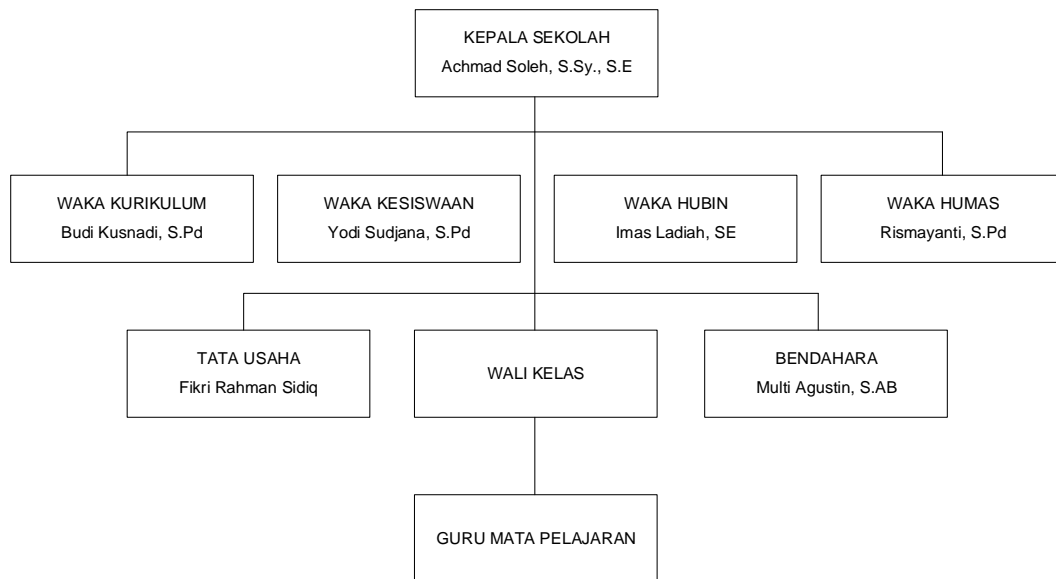 KEPALA SEKOLAH
Achmad Soleh, S.Sy., S.E
WAKA KURIKULUM
Budi Kusnadi, S.Pd
WAKA KESISWAAN
Yodi Sudjana, S.Pd
WAKA HUBIN
Imas Ladiah, SE
WAKA HUMAS
Rismayanti, S.Pd
TATA USAHA
Fikri Rahman Sidiq
WALI KELAS
BENDAHARA
Multi Agustin, S.AB
GURU MATA PELAJARAN